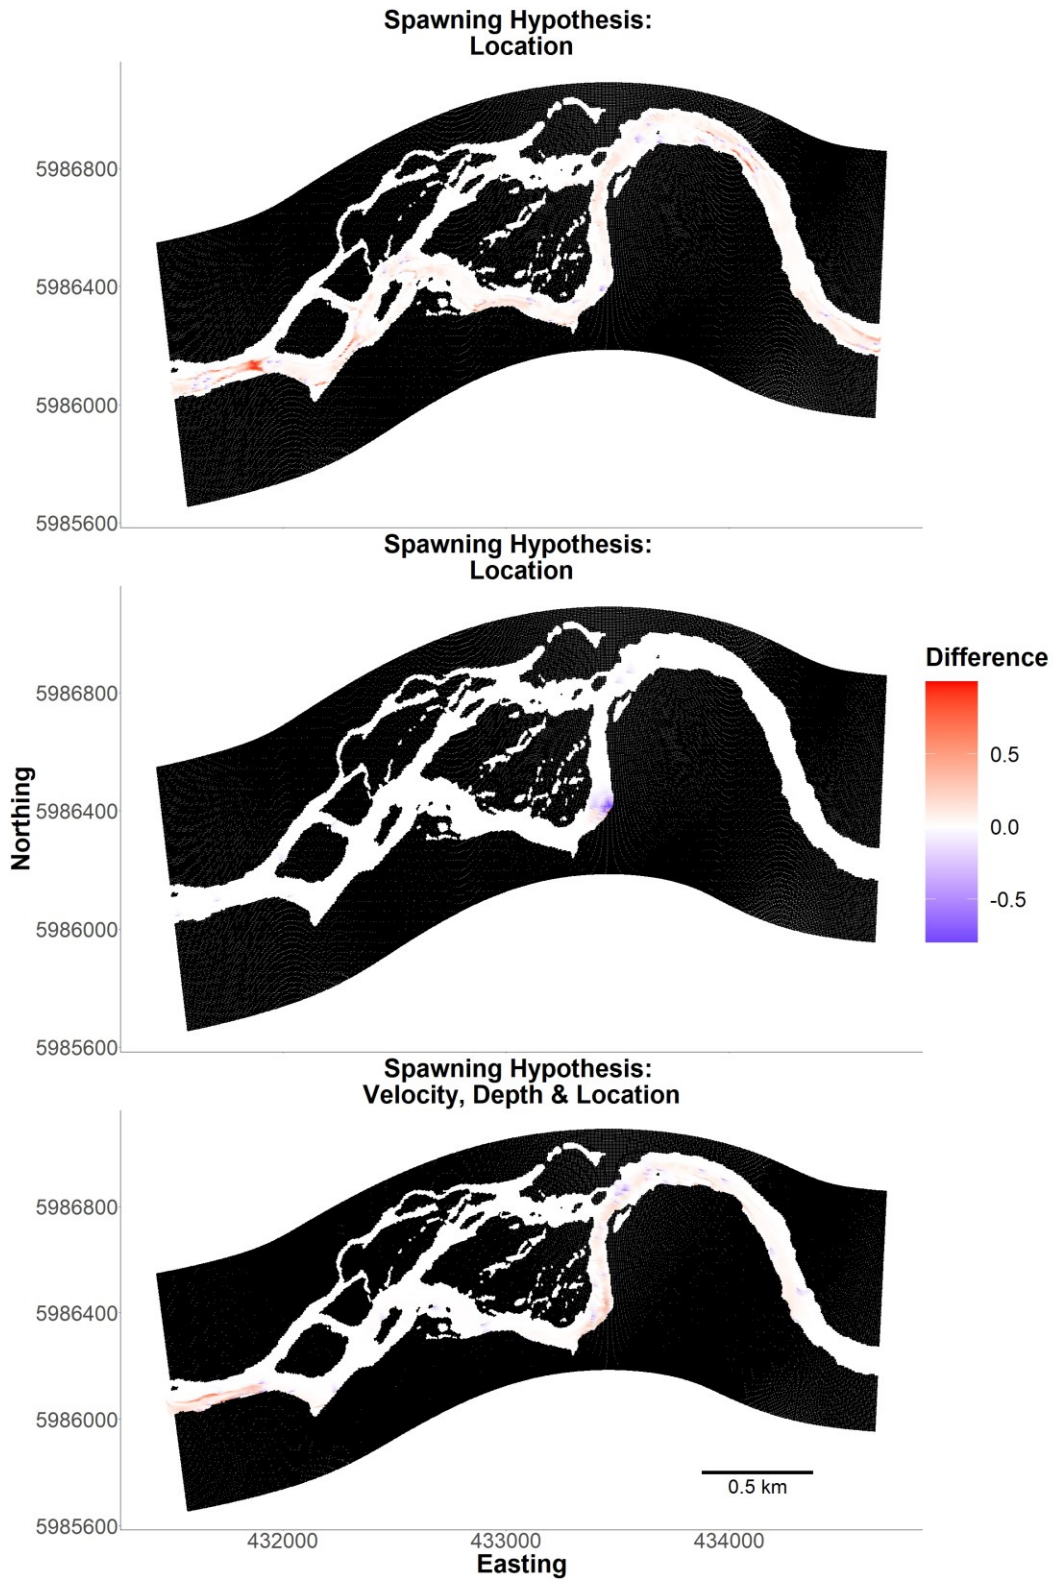 Spawning Hypothesis:
Location
5986800
5986400
5986000
5985600
Spawning Hypothesis:
Location
Difference
0.5
0.0
-0.5
Northing
5986800
5986400
5986000
5985600
Spawning Hypothesis:
Velocity, Depth & Location
5986800
5986400
5986000
5985600
0.5 km
432000
433000
434000
Easting